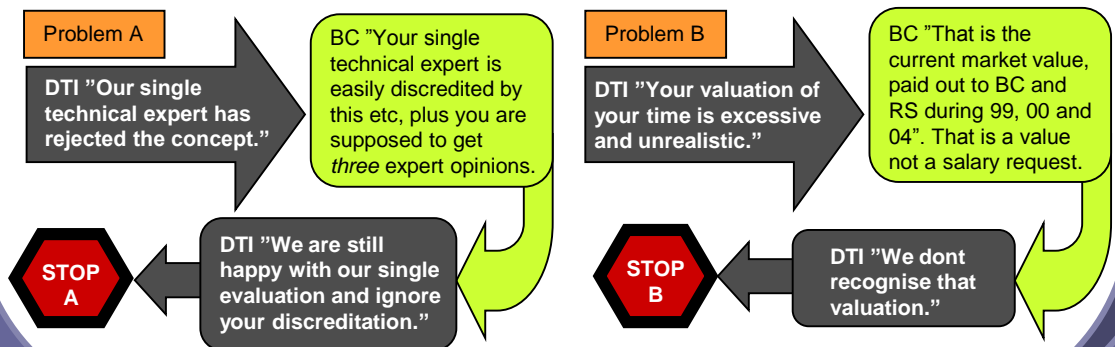 Problem A
DTI "Our single
technical expert has
rejected the concept."
BC "Your single
technical expert is
easily discredited by
this etc, plus you are
supposed to get
three expert opinions.
DTI "We are still
happy with our single
evaluation and ignore
your discreditation."
STOP
A
Problem B
DTI "Your valuation of
your time is excessive
and unrealistic."
BC "That is the
current market value,
paid out to BC and
RS during 99, 00 and
04". That is a value
not a salary request.
DTI "We dont
recognise that
valuation."
STOP
B